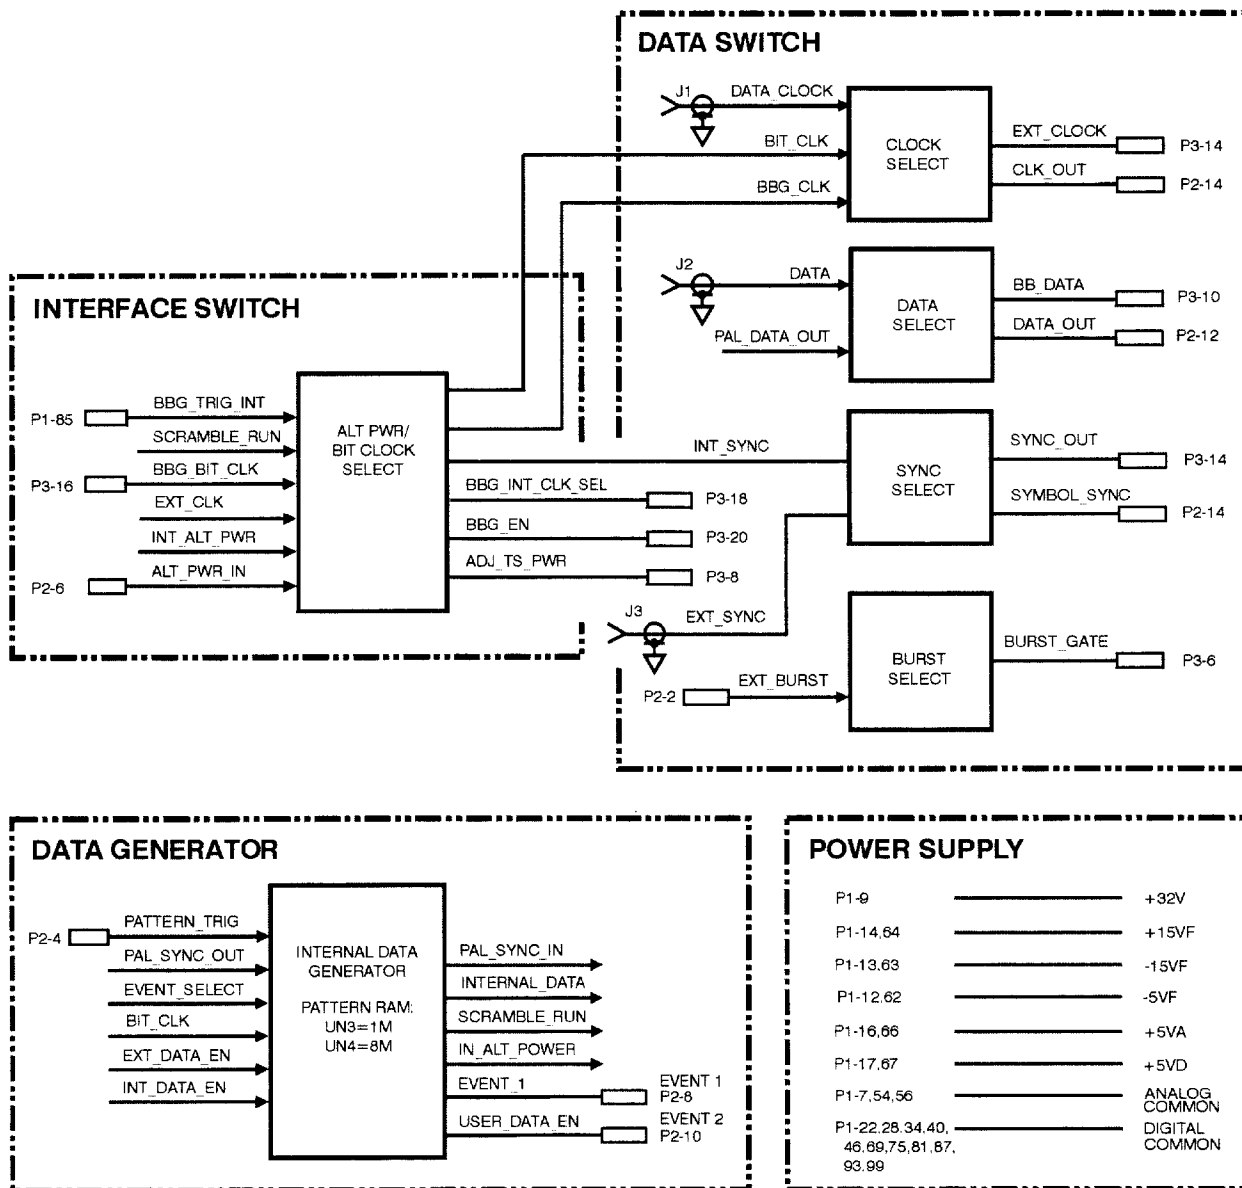 DATA SWITCH
J1
DATA_CLOCK
BIT_CLK
BBG_CLK
CLOCK
SELECT
EXT_CLOCK
P3-14
CLK_OUT
P2-14
J2
DATA
PAL_DATA_OUT
DATA
SELECT
BB_DATA
P3-10
DATA_OUT
P2-12
INT_SYNC
SYNC
SELECT
SYNC_OUT
P3-14
SYMBOL_SYNC
P2-14
J3
EXT_SYNC
P2-2
EXT_BURST
BURST
SELECT
BURST_GATE
P3-6
INTERFACE SWITCH
P1-85
BBG_TRIG_INT
SCRAMBLE_RUN
P3-16
BBG_BIT_CLK
EXT_CLK
INT_ALT_PWR
P2-6
ALT_PWR_IN
ALT PWR/
BIT CLOCK
SELECT
BBG_INT_CLK_SEL
P3-18
BBG_EN
P3-20
ADJ_TS_PWR
P3-8
DATA GENERATOR
P2-4
PATTERN_TRIG
PAL_SYNC_OUT
EVENT_SELECT
BIT_CLK
EXT_DATA_EN
INT_DATA_EN
INTERNAL DATA
GENERATOR
PATTERN RAM:
UN3=1M
UN4=8M
PAL_SYNC_IN
INTERNAL_DATA
SCRAMBLE_RUN
IN_ALT_POWER
EVENT_1
EVENT 1
P2-8
USER_DATA_EN
EVENT 2
P2-10
POWER SUPPLY
P1-9 +32V
P1-14,64 +15VF
P1-13.63 -15VF
P1-12,62 -5VF
P1-16,66 +5VA
P1-17,67 +5VD
P1-7,54,56 ANALOG
COMMON
P1-22.28.34,40, DIGITAL
46.69,75,81,87, COMMON
93.99